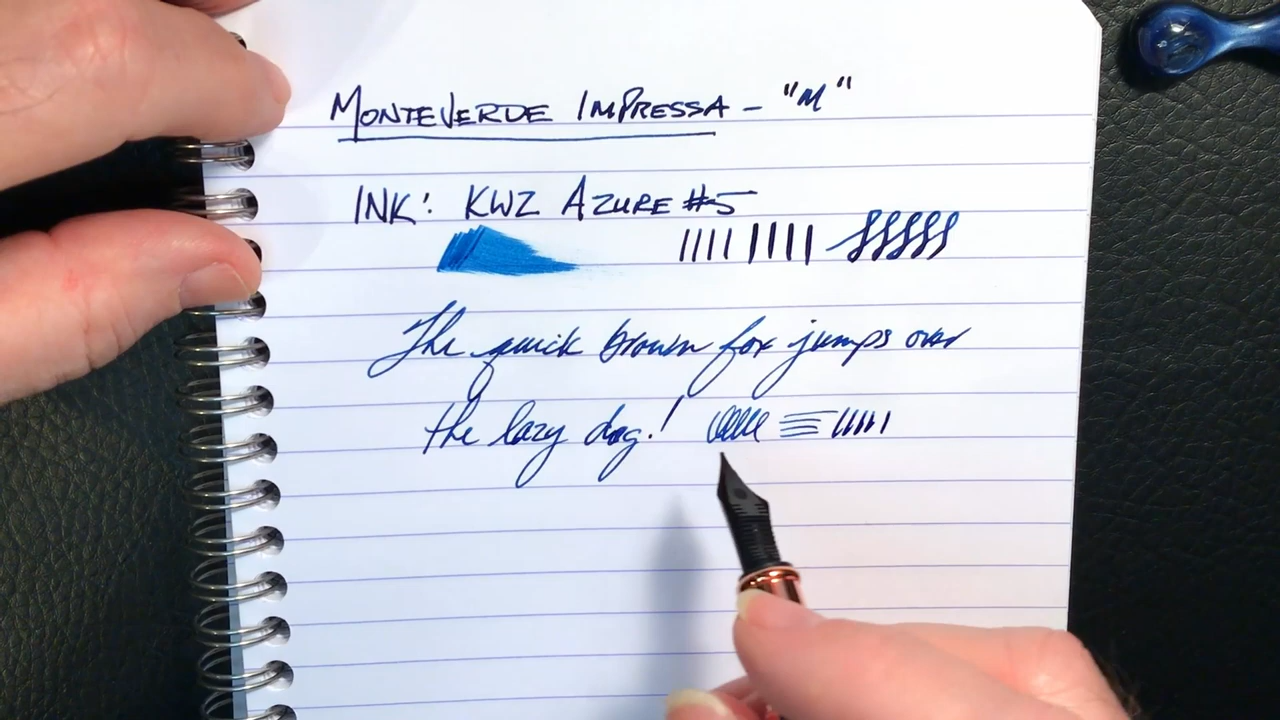 MONTEVERDE IMPRESSA - "M"
INK: KWZ AZURE #5
The quick brown fox jumps over
the lazy dog!